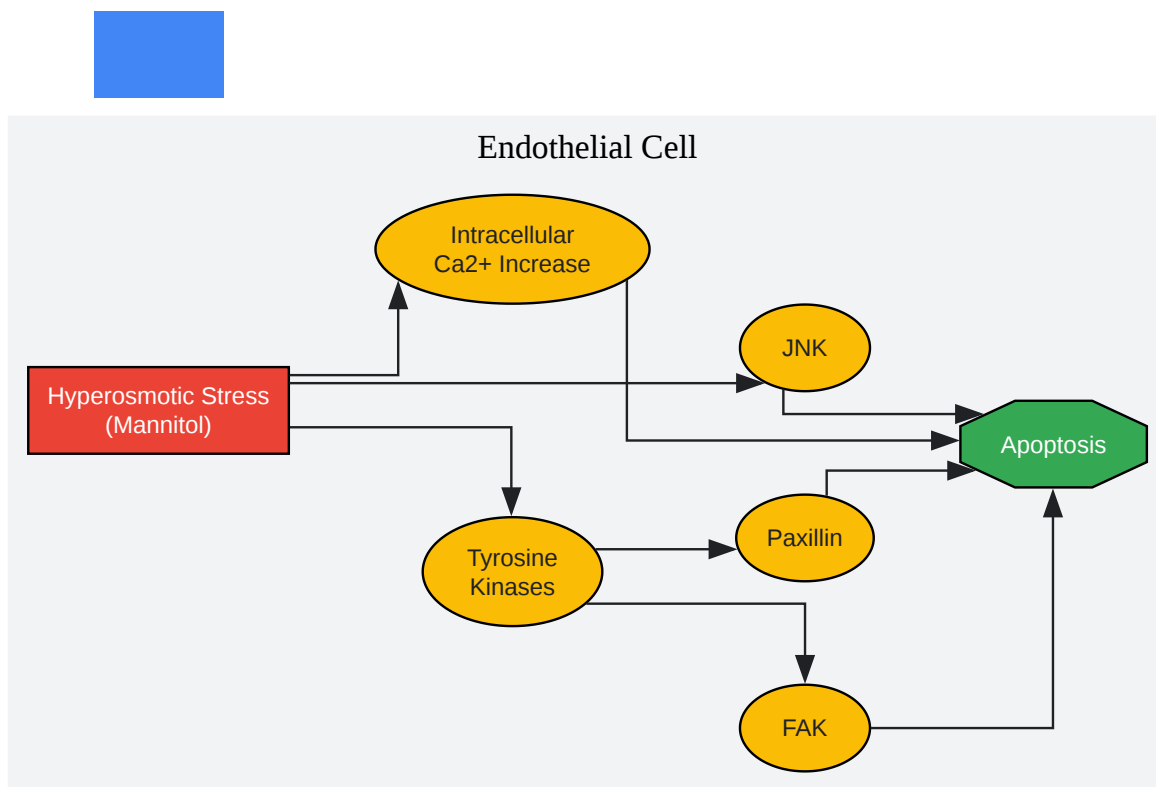 Endothelial Cell
Intracellular
Ca2+ Increase
JNK
Hyperosmotic Stress
(Mannitol)
Apoptosis
Paxillin
Tyrosine
Kinases
FAK